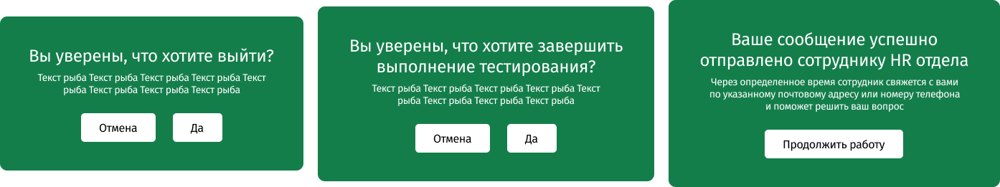 Вы уверены, что хотите выйти?
Текст рыба Текст рыба Текст рыба Текст рыба Текст
рыба Текст рыба Текст рыба Текст рыба
Отмена
Да
Вы уверены, что хотите завершить
выполнение тестирования?
Текст рыба Текст рыба Текст рыба Текст рыба Текст
рыба Текст рыба Текст рыба Текст рыба
Отмена
Да
Ваше сообщение успешно
отправлено сотруднику HR отдела
Через определенное время сотрудник свяжется с вами
по указанному почтовому адресу или номеру телефона
и поможет решить ваш вопрос
Продолжить работу